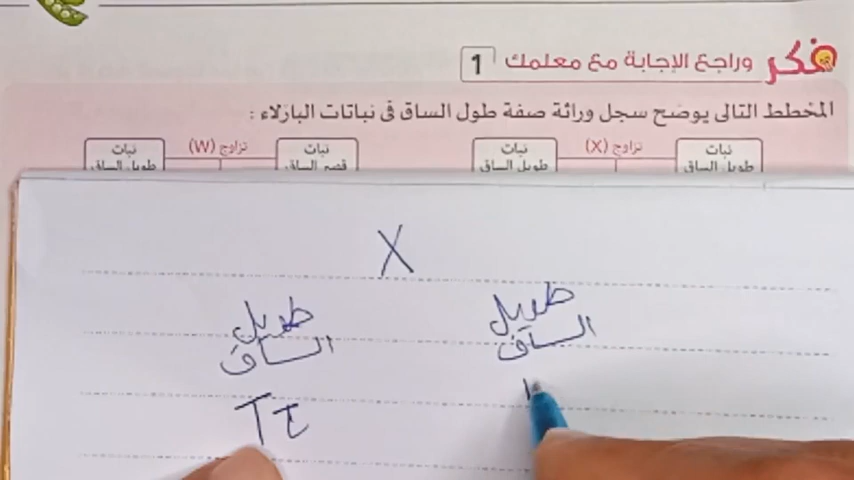 فكر وراجع الإجابة مع معلمك 1
المخطط التالى يوضح سجل وراثة صفة طول الساق فى نباتات البازلاء :
نبات طويل الساق تزاوج (X) نبات طويل الساق
نبات قصير الساق تزاوج (W) نبات طويل الساق
X
طويل الساق
طويل الساق
Tt